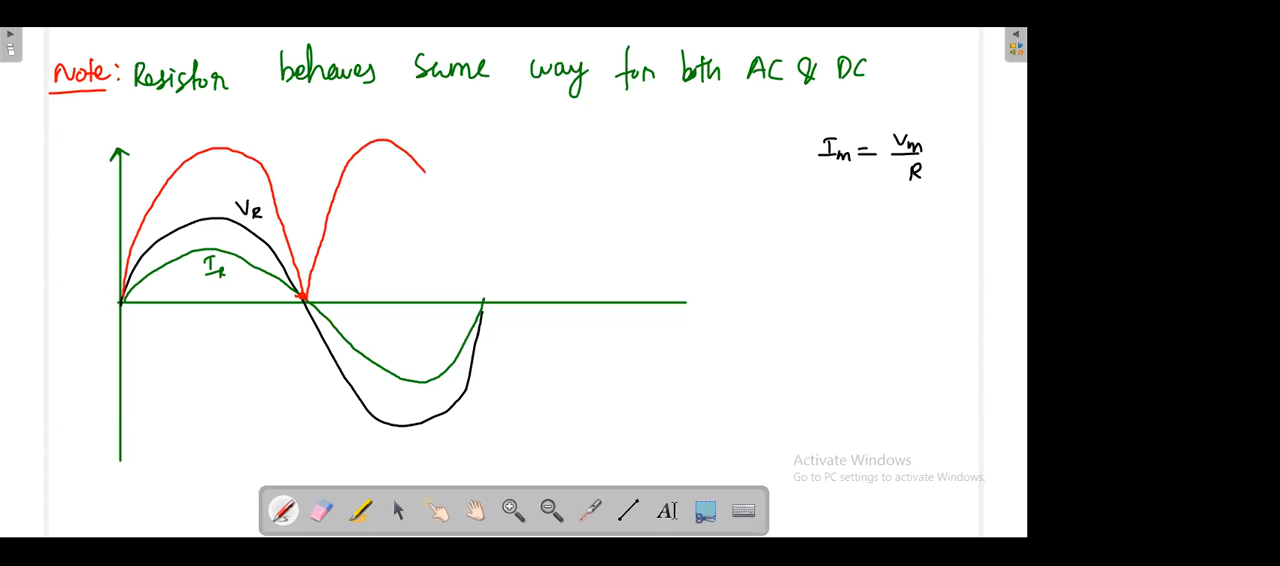 Note: Resistor behaves same way for both AC & DC
Im = Vm
R
VR
IR
Activate Windows
Go to PC settings to activate Windows.
AI